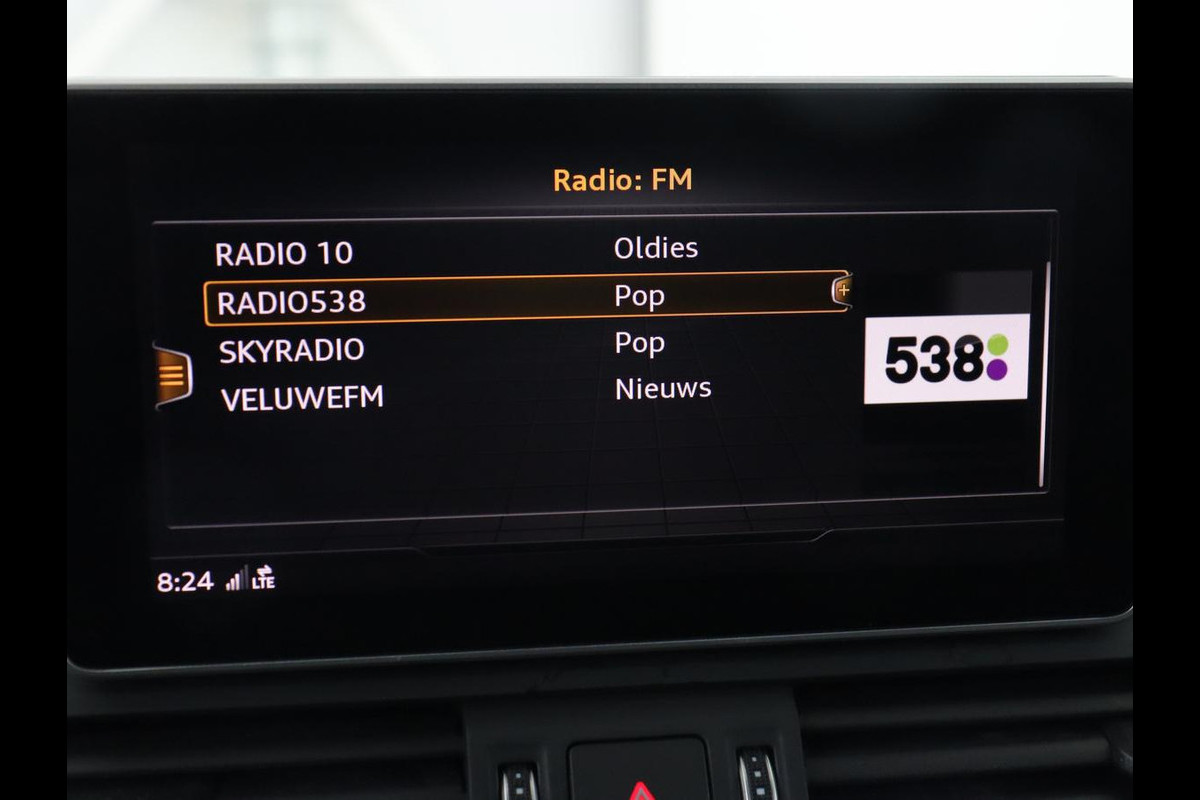 Radio: FM
RADIO 10 Oldies
RADIO538 Pop
SKYRADIO Pop
VELUWEFM Nieuws
538
8:24 LTE